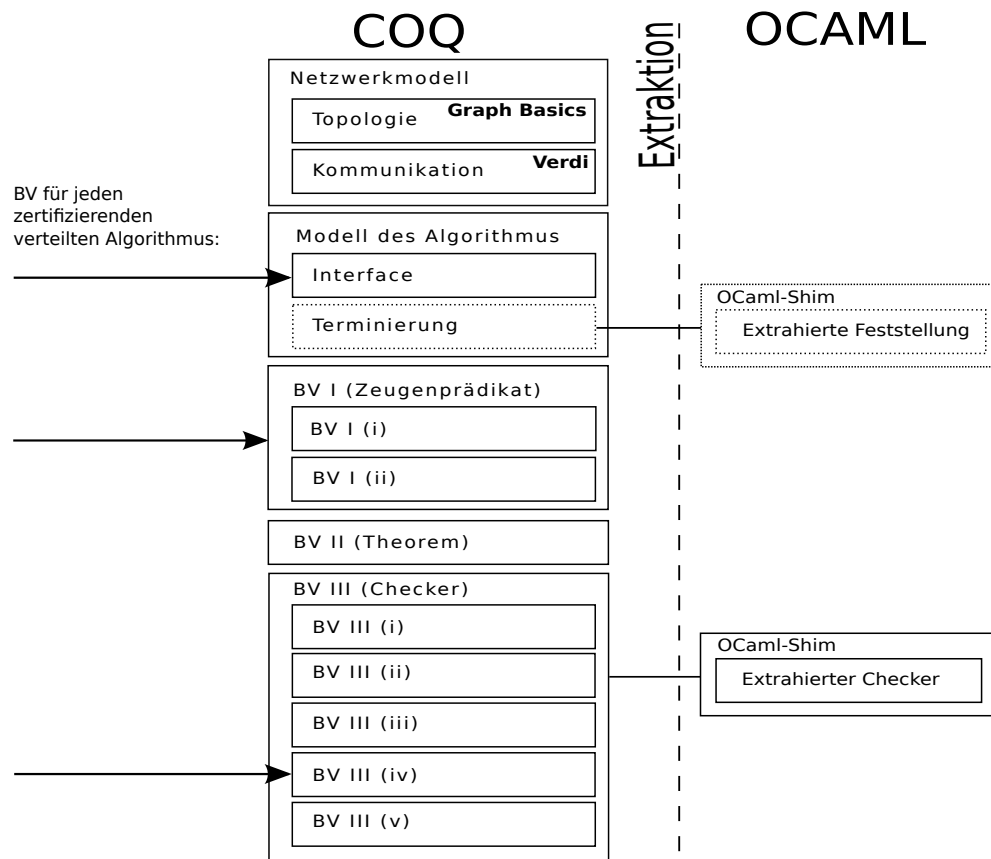 COQ
Extraktion
OCAML
Netzwerkmodell
Topologie
Graph Basics
Kommunikation
Verdi
BV für jeden
zertifizierenden
verteilten Algorithmus:
Modell des Algorithmus
Interface
Terminierung
OCaml-Shim
Extrahierte Feststellung
BV I (Zeugenprädikat)
BV I (i)
BV I (ii)
BV II (Theorem)
BV III (Checker)
BV III (i)
BV III (ii)
BV III (iii)
BV III (iv)
BV III (v)
OCaml-Shim
Extrahierter Checker